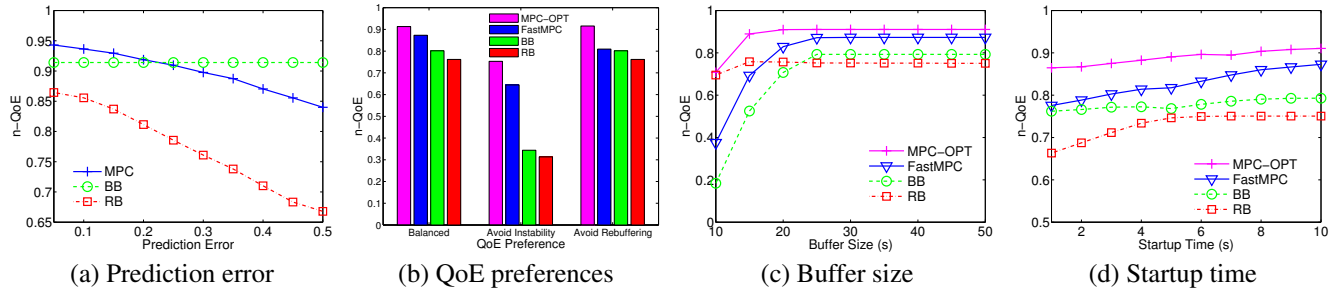 1
0.95
0.9
0.85
0.8
0.75
0.7
0.65
n−QoE
MPC
BB
RB
0.1 0.2 0.3 0.4 0.5
Prediction Error
(a) Prediction error
1
0.9
0.8
0.7
0.6
0.5
0.4
0.3
0.2
0.1
0
n−QoE
MPC−OPT
FastMPC
BB
RB
Balanced Avoid Instability Avoid Rebuffering
QoE Preference
(b) QoE preferences
1
0.8
0.6
0.4
0.2
0
n−QoE
MPC−OPT
FastMPC
BB
RB
10 20 30 40 50
Buffer Size (s)
(c) Buffer size
1
0.9
0.8
0.7
0.6
0.5
n−QoE
MPC−OPT
FastMPC
BB
RB
2 4 6 8 10
Startup Time (s)
(d) Startup time